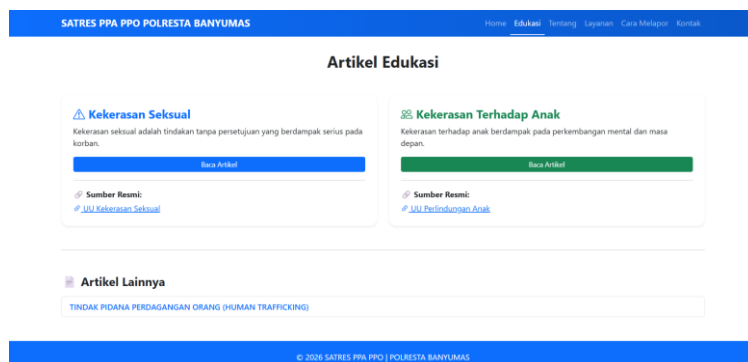 SATRES PPA PPO POLRESTA BANYUMAS
Home Edukasi Tentang Layanan Cara Melapor Kontak
Artikel Edukasi
Kekerasan Seksual
Kekerasan seksual adalah tindakan tanpa persetujuan yang berdampak serius pada
korban.
Baca Artikel
Sumber Resmi:
UU Kekerasan Seksual
Kekerasan Terhadap Anak
Kekerasan terhadap anak berdampak pada perkembangan mental dan masa
depan.
Baca Artikel
Sumber Resmi:
UU Perlindungan Anak
Artikel Lainnya
TINDAK PIDANA PERDAGANGAN ORANG (HUMAN TRAFFICKING)
© 2026 SATRES PPA PPO | POLRESTA BANYUMAS